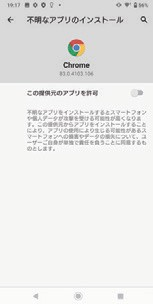 19:17
86%
← 不明なアプリのインストール
Chrome
83.0.4103.106
この提供元のアプリを許可
不明なアプリをインストールするとスマートフォン
や個人データが攻撃を受ける可能性が高くなりま
す。この提供元からアプリをインストールすること
により、アプリの使用により生じる可能性がある
スマートフォンへの損害やデータの損失について、ユ
ーザーご自身が単独で責任を負うことに同意するも
のとします。